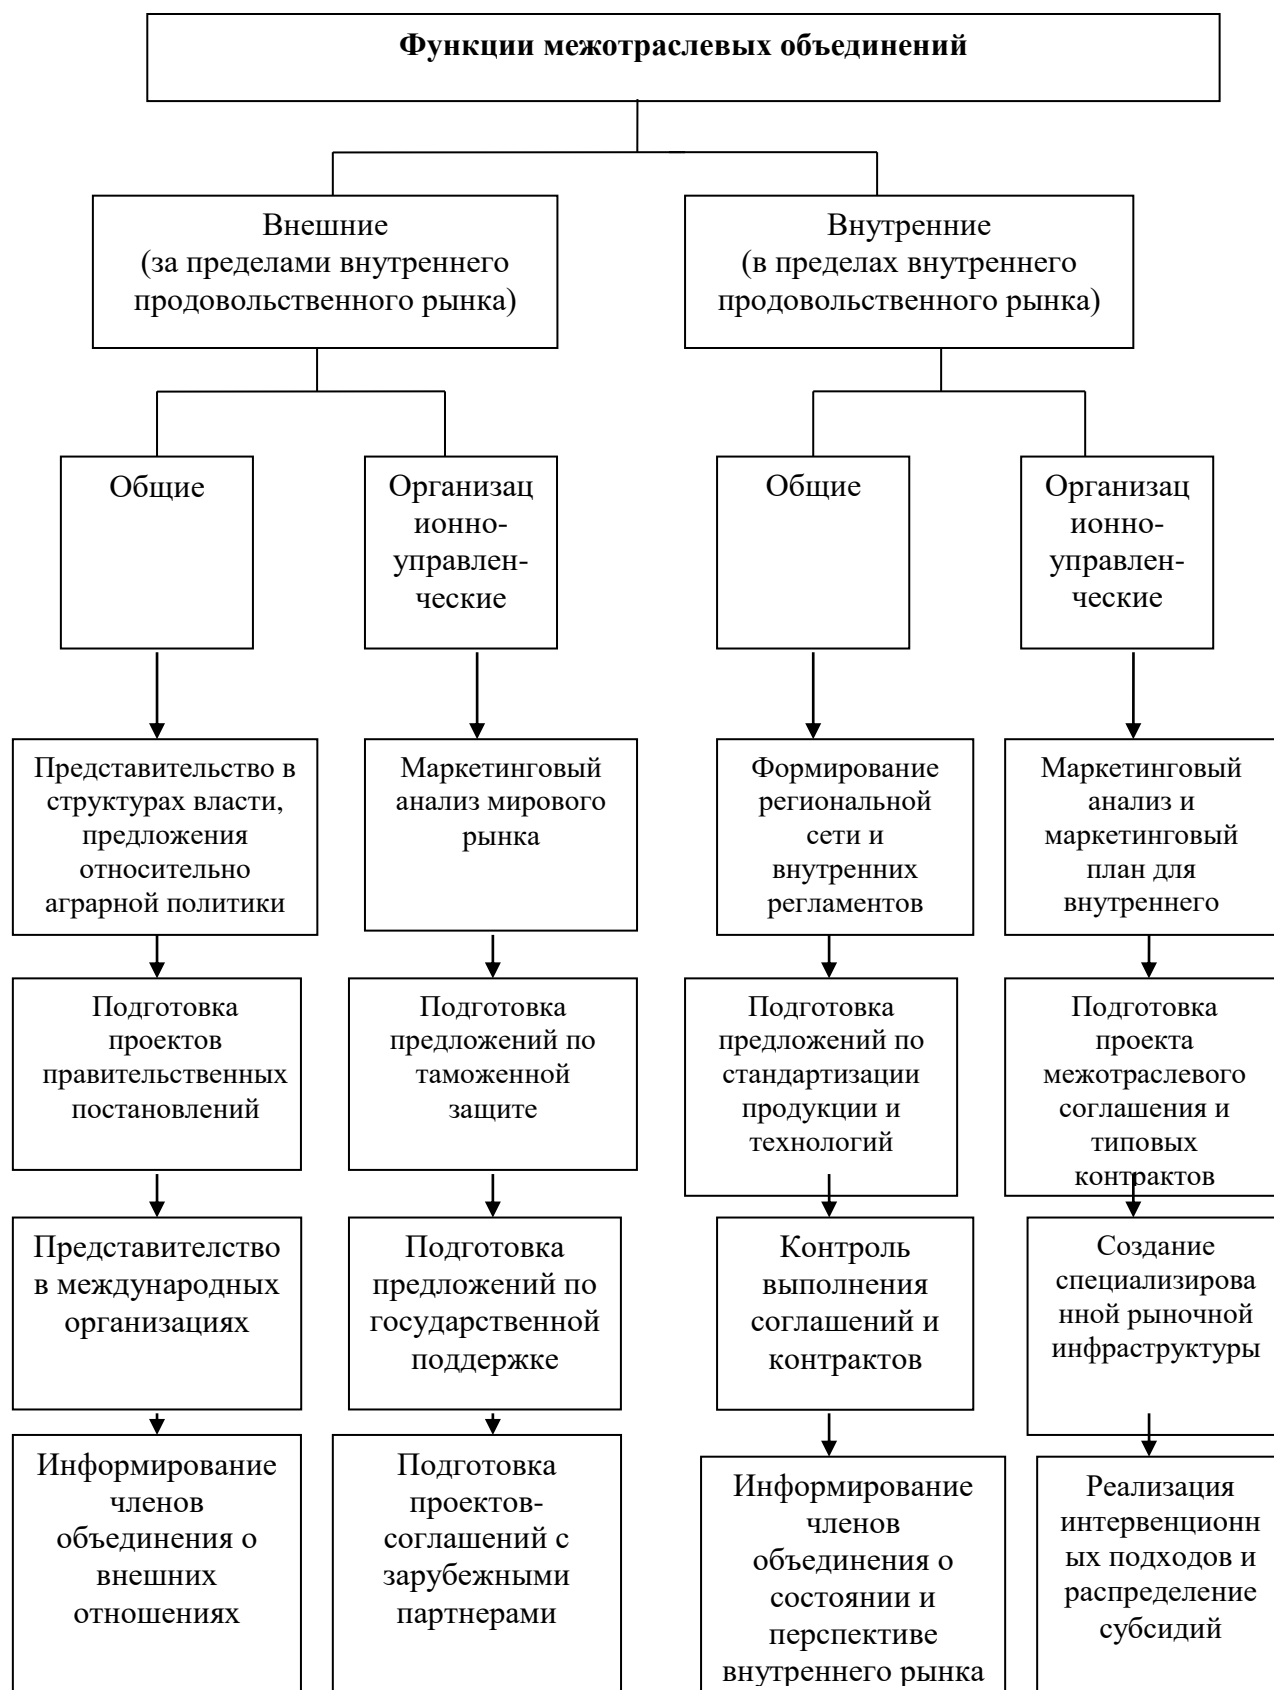 Функции межотраслевых объединений
Внешние
(за пределами внутреннего
продовольственного рынка)
Внутренние
(в пределах внутреннего
продовольственного рынка)
Общие
Организац
ионно-
управлен-
ческие
Общие
Организац
ионно-
управлен-
ческие
Представительство в
структурах власти,
предложения
относительно
аграрной политики
Маркетинговый
анализ мирового
рынка
Формирование
региональной
сети и
внутренних
регламентов
Маркетинговый
анализ и
маркетинговый
план для
внутреннего
Подготовка
проектов
правительственных
постановлений
Подготовка
предложений по
таможенной
защите
Подготовка
предложений по
стандартизации
продукции и
технологий
Подготовка
проекта
межотраслевого
соглашения и
типовых
контрактов
Представителство
в международных
организациях
Подготовка
предложений по
государственной
поддержке
Контроль
выполнения
соглашений и
контрактов
Создание
специализирова
нной рыночной
инфраструктуры
Информирование
членов
объединения о
внешних
отношениях
Подготовка
проектов-
соглашений с
зарубежными
партнерами
Информирование
членов
объединения о
состоянии и
перспективе
внутреннего рынка
Реализация
интервенционн
ых подходов и
распределение
субсидий